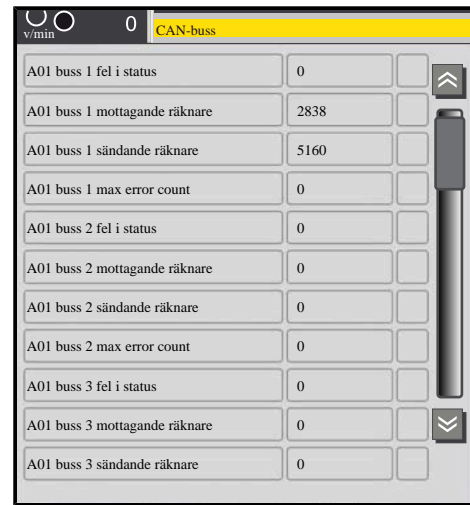 v/min 0 CAN-buss
A01 buss 1 fel i status 0
A01 buss 1 mottagande räknare 2838
A01 buss 1 sändande räknare 5160
A01 buss 1 max error count 0
A01 buss 2 fel i status 0
A01 buss 2 mottagande räknare 0
A01 buss 2 sändande räknare 0
A01 buss 2 max error count 0
A01 buss 3 fel i status 0
A01 buss 3 mottagande räknare 0
A01 buss 3 sändande räknare 0